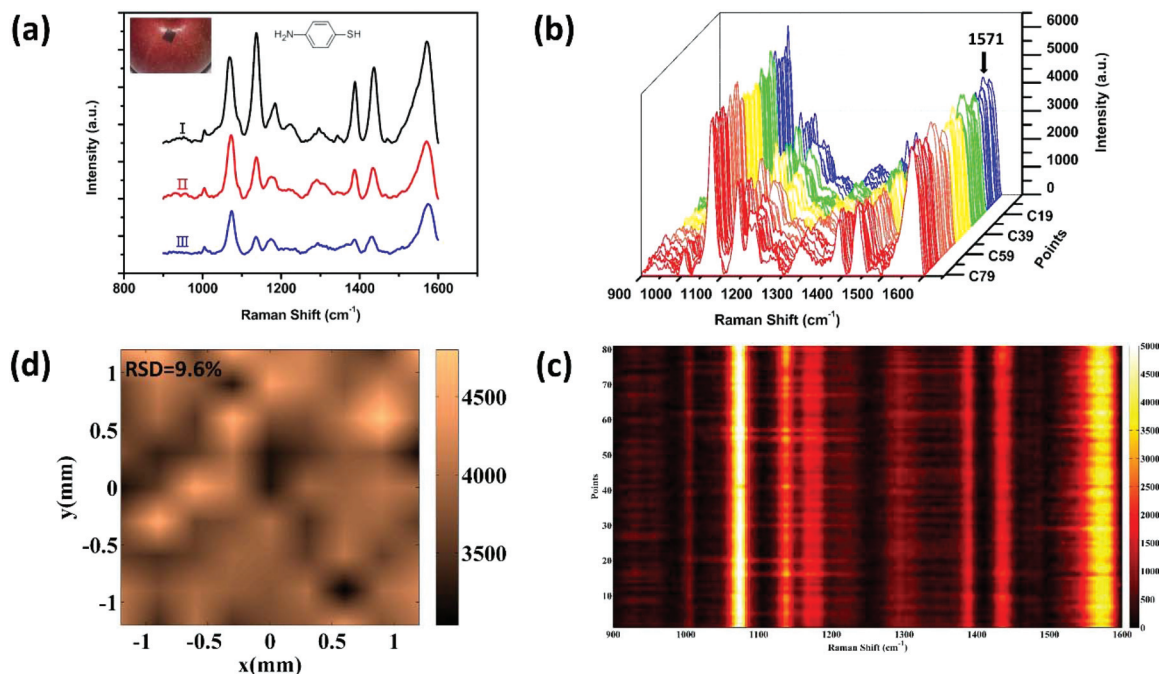 (a)
H₂N
SH
I
II
III
Intensity (a.u.)
800 1000 1200 1400 1600
Raman Shift (cm⁻¹)
(b)
1571
6000
5000
4000
3000
2000
1000
0
Intensity (a.u.)
C19
C39
C59
C79
Points
900 1000 1100 1200 1300 1400 1500 1600
Raman Shift (cm⁻¹)
(d)
RSD=9.6%
1
0.5
0
-0.5
-1
y(mm)
-1 -0.5 0 0.5 1
x(mm)
4500
4000
3500
(c)
80
70
60
50
40
30
20
10
Points
900 1000 1100 1200 1300 1400 1500 1600
Raman Shift (cm⁻¹)
5000
4500
4000
3500
3000
2500
2000
1500
1000
500
0